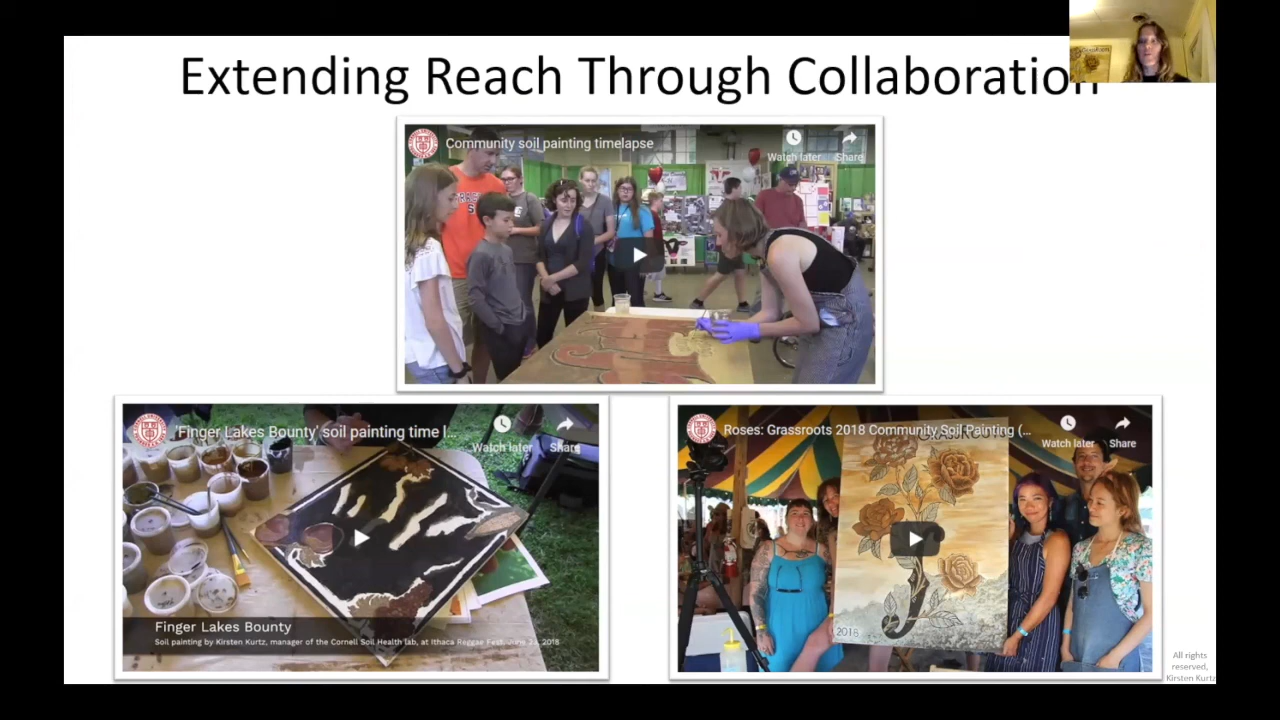 Extending Reach Through Collaboration
Community soil painting timelapse
Watch later
Share
'Finger Lakes Bounty' soil painting time l...
Watch later
Share
Finger Lakes Bounty
Soil painting by Kirsten Kurtz, manager of the Cornell Soil Health lab, at Ithaca Reggae Fest, June 23, 2018
Roses: Grassroots 2018 Community Soil Painting (...
Watch later
Share
2018
All rights
reserved,
Kirsten Kurtz